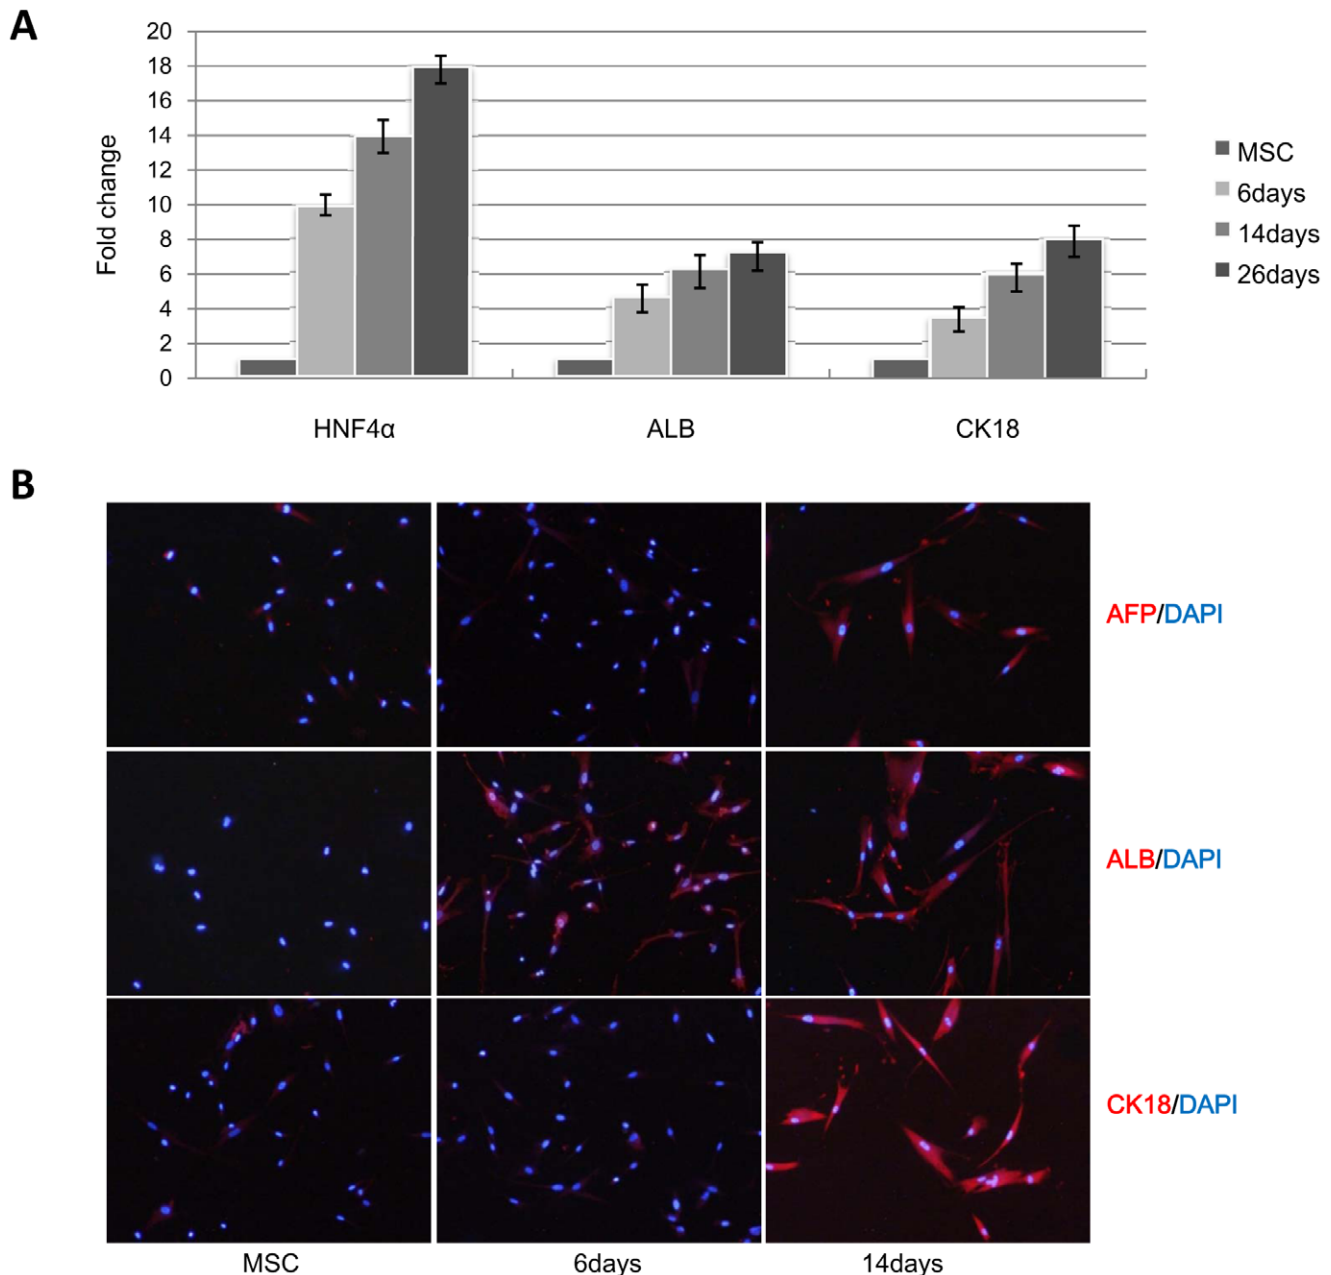 A
20
18
16
14
12
10
8
6
4
2
0
Fold change
HNF4α
ALB
CK18
MSC
6days
14days
26days
B
AFP/DAPI
ALB/DAPI
CK18/DAPI
MSC
6days
14days